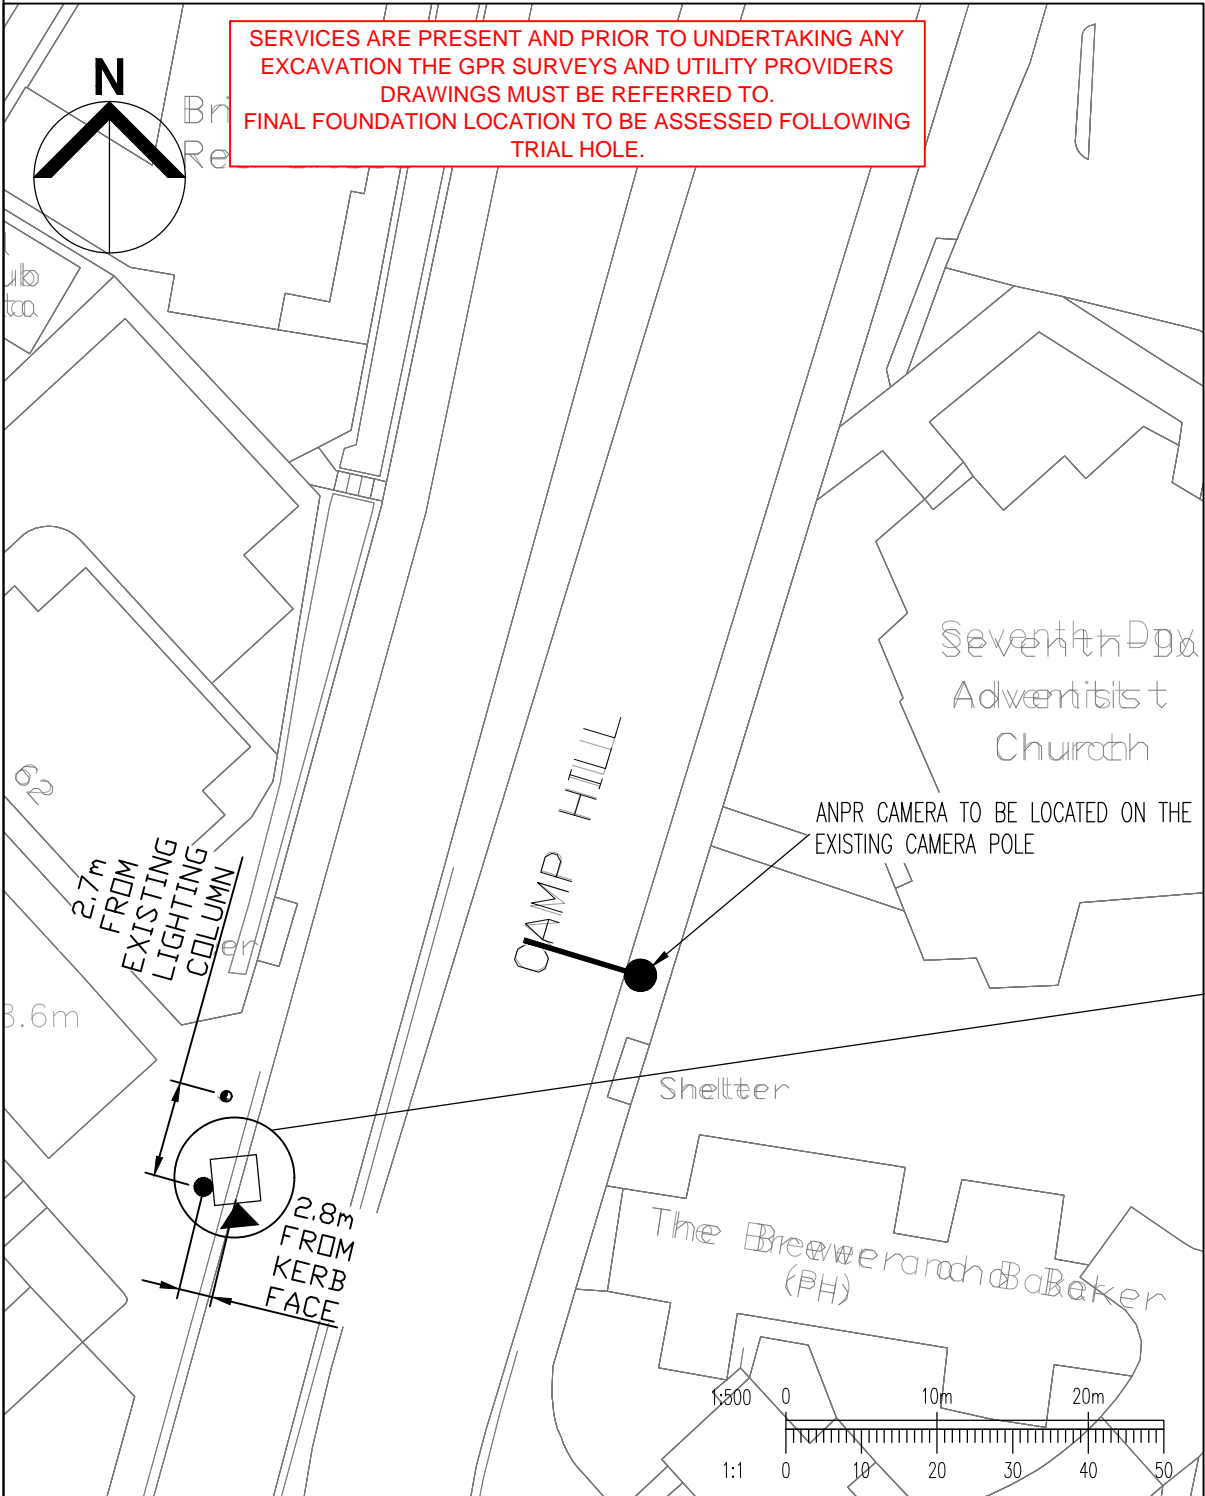 SERVICES ARE PRESENT AND PRIOR TO UNDERTAKING ANY
EXCAVATION THE GPR SURVEYS AND UTILITY PROVIDERS
DRAWINGS MUST BE REFERRED TO.
FINAL FOUNDATION LOCATION TO BE ASSESSED FOLLOWING
TRIAL HOLE.
N
Seventh-Day
Adventist
Church
62
CAMP HILL
ANPR CAMERA TO BE LOCATED ON THE
EXISTING CAMERA POLE
2.7m
FROM
EXISTING
LIGHTING
COLUMN
er
3.6m
Shelter
2.8m
FROM
KERB
FACE
The Brewer and Baker
(PH)
1:500 0 10m 20m
1:1 0 10 20 30 40 50